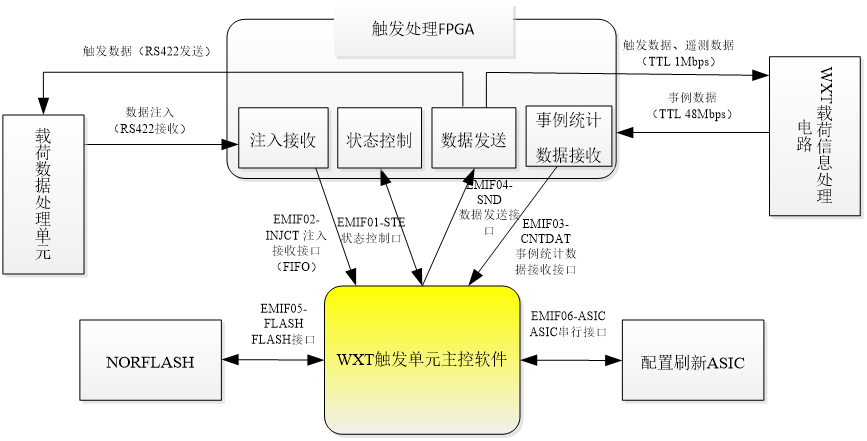 触发处理FPGA
触发数据（RS422发送）
触发数据、遥测数据
（TTL 1Mbps）
数据注入
（RS422接收）
事例数据
（TTL 48Mbps）
载荷数据处理单元
注入接收
状态控制
数据发送
事例统计
数据接收
WXT载荷信息处理
电路
EMIF02-
INJCT 注入
接收接口
（FIFO）
EMIF01-STE
状态控制口
EMIF04-
SND
数据发送接
口
EMIF03-
CNTDAT
事例统计数
据接收接口
EMIF05-
FLASH
FLASH接口
EMIF06-ASIC
ASIC串行接口
NORFLASH
WXT触发单元主控软件
配置刷新ASIC